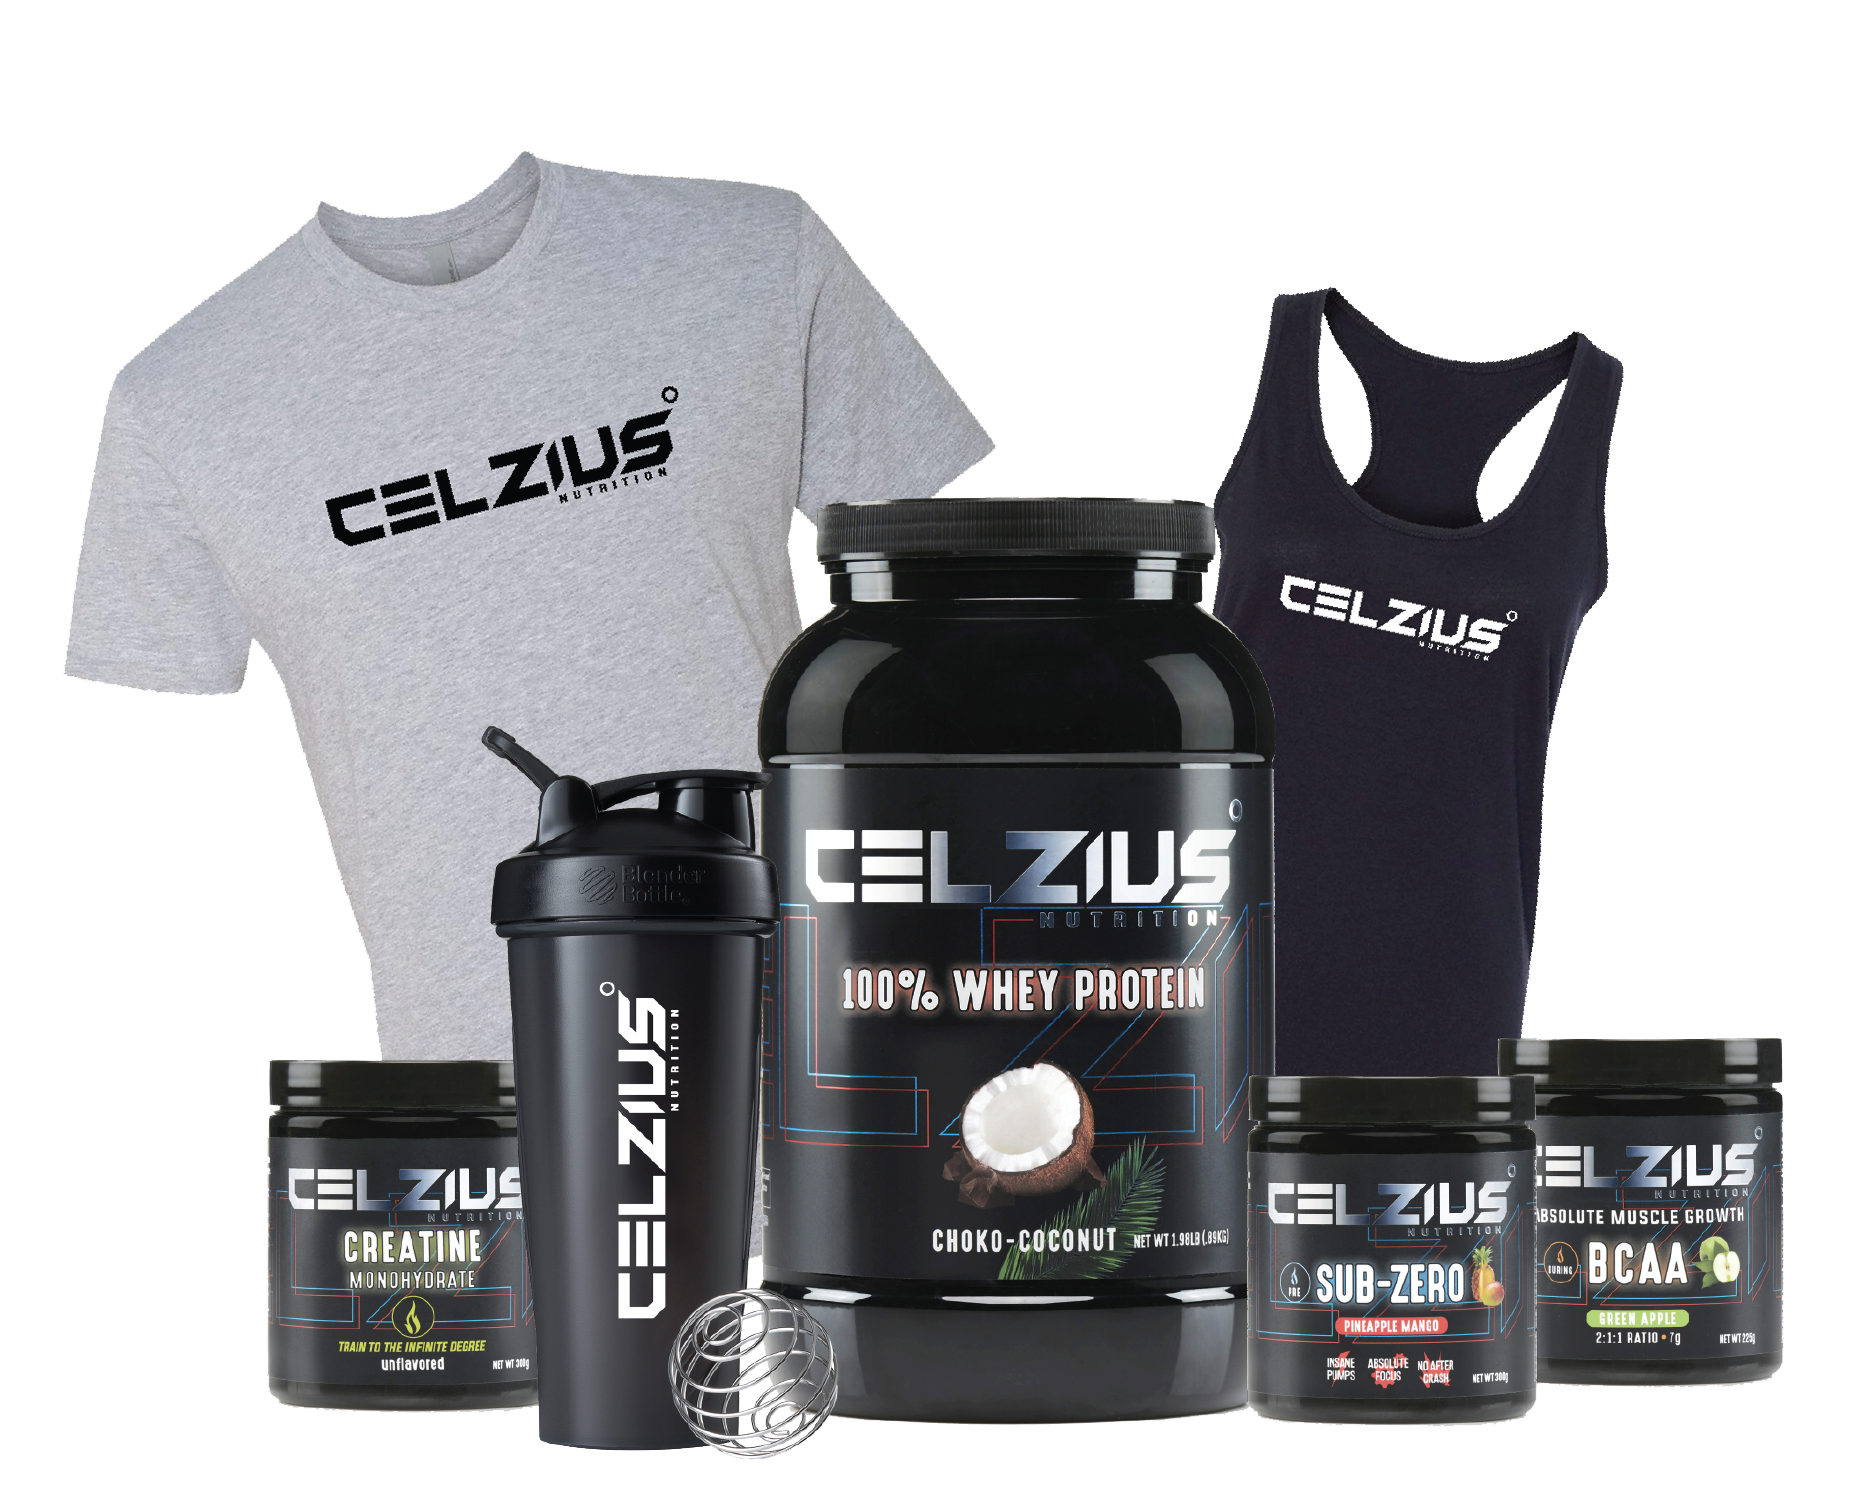 CELZIUS°
NUTRITION
CELZIUS°
NUTRITION
Blender
Bottle®
CELZIUS°
NUTRITION
CELZIUS°
NUTRITION
100% WHEY PROTEIN
CHOKO-COCONUT NET WT 1.98LB (.89KG)
CELZIUS
NUTRITION
CREATINE
MONOHYDRATE
TRAIN TO THE INFINITE DEGREE
unflavored NET WT 300g
CELZIUS°
NUTRITION
PRE
SUB-ZERO
PINEAPPLE MANGO
INSANE PUMPS
ABSOLUTE FOCUS
NO AFTER CRASH
NET WT 300g
CELZIUS°
NUTRITION
ABSOLUTE MUSCLE GROWTH
DURING
BCAA
GREEN APPLE
2:1:1 RATIO • 7g NET WT 225g